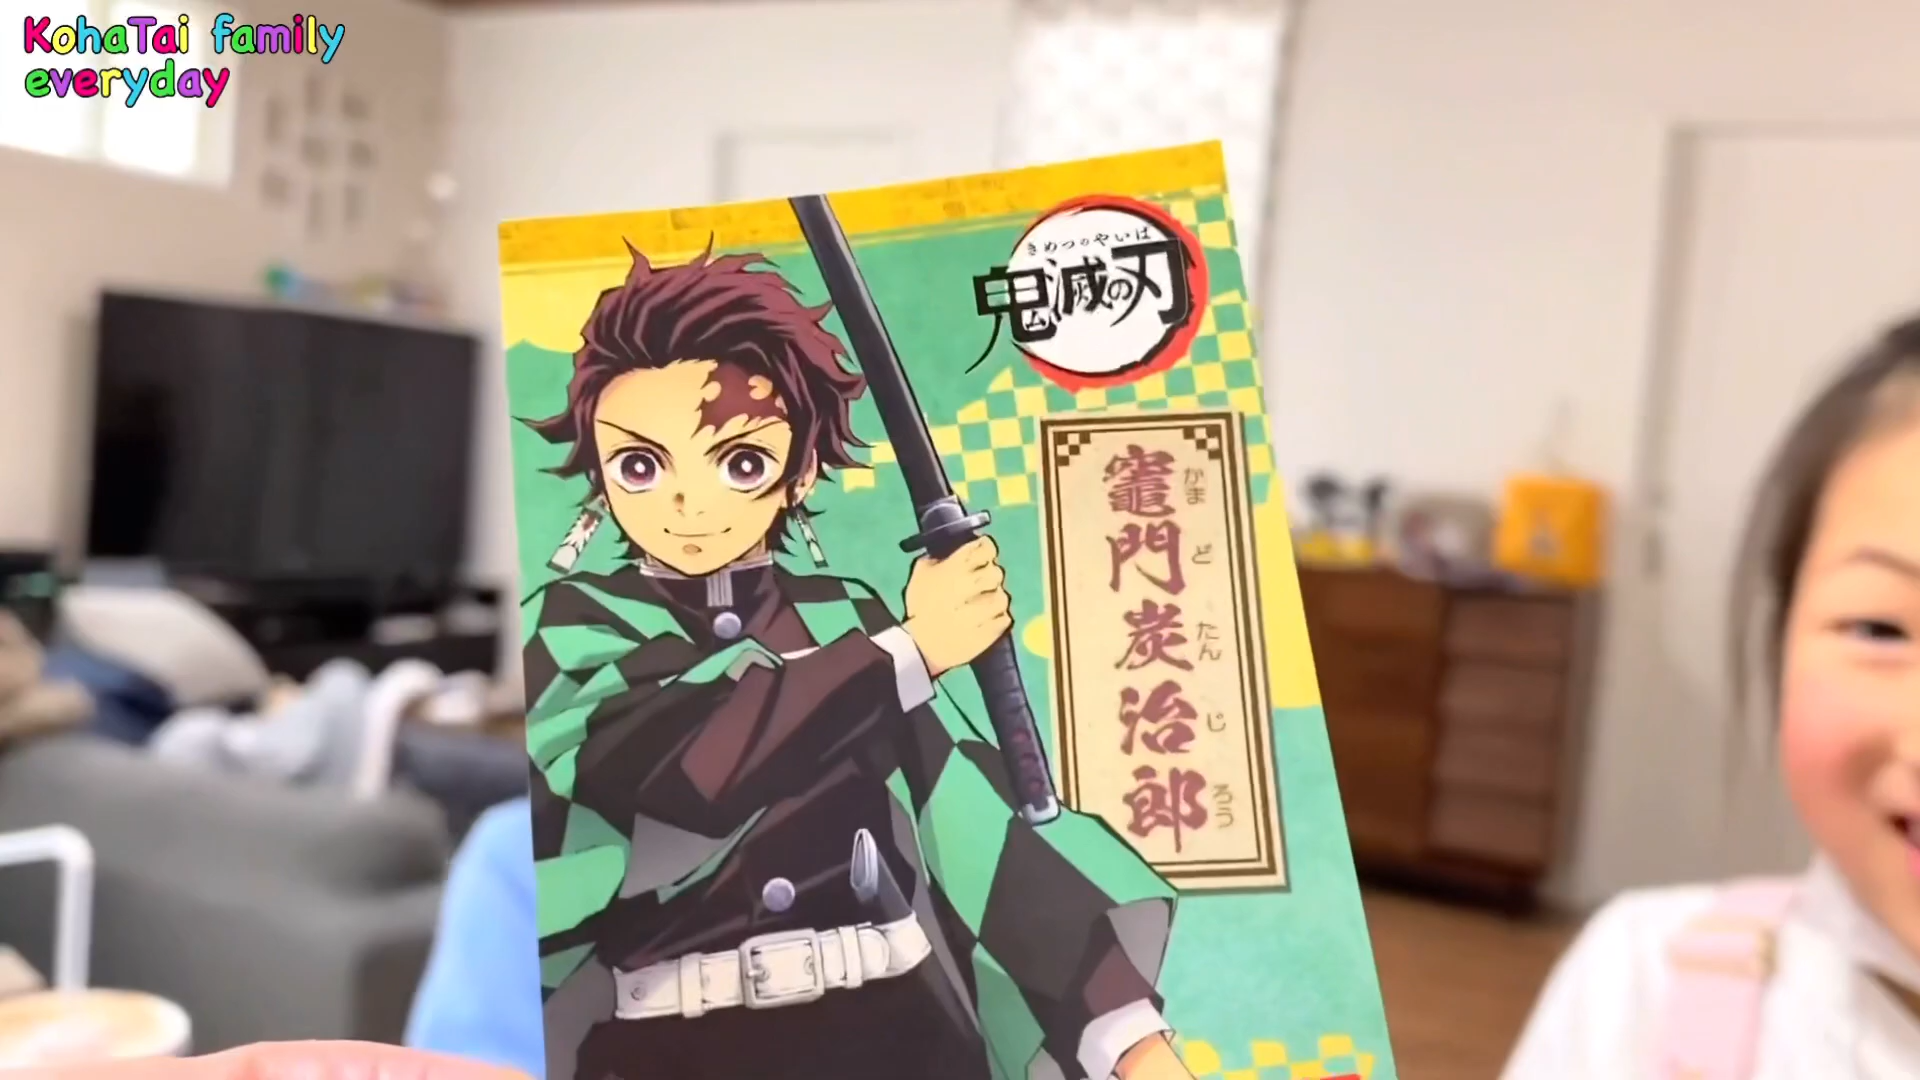 KohaTai family
everyday
きめつのやいば
鬼滅の刃
竈門炭治郎
かまどたんじろう